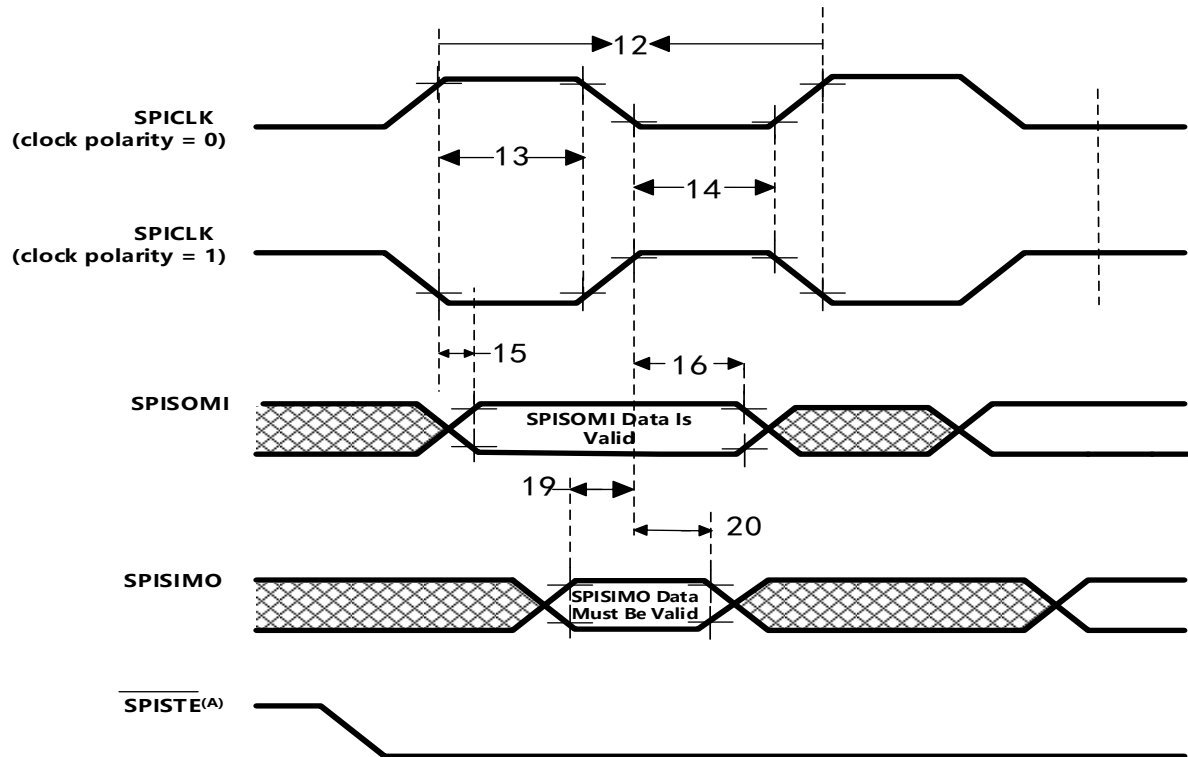 12
SPICLK
(clock polarity = 0)
13
14
SPICLK
(clock polarity = 1)
15
16
SPISOMI
SPISOMI Data Is
Valid
19
20
SPISIMO
SPISIMO Data
Must Be Valid
SPISTE(A)